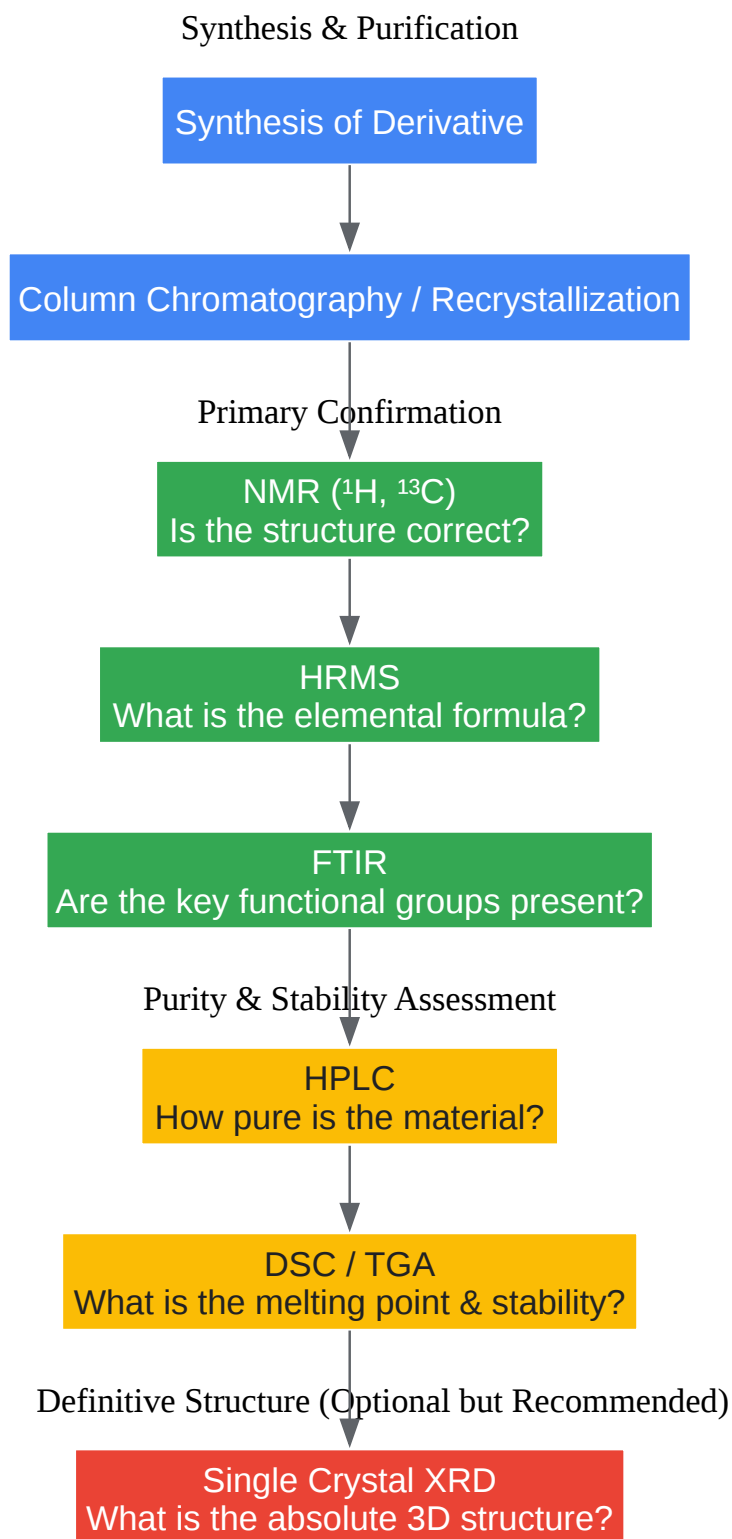 Synthesis & Purification
Synthesis of Derivative
Column Chromatography / Recrystallization
Primary Confirmation
NMR (¹H, ¹³C)
Is the structure correct?
HRMS
What is the elemental formula?
FTIR
Are the key functional groups present?
Purity & Stability Assessment
HPLC
How pure is the material?
DSC / TGA
What is the melting point & stability?
Definitive Structure (Optional but Recommended)
Single Crystal XRD
What is the absolute 3D structure?